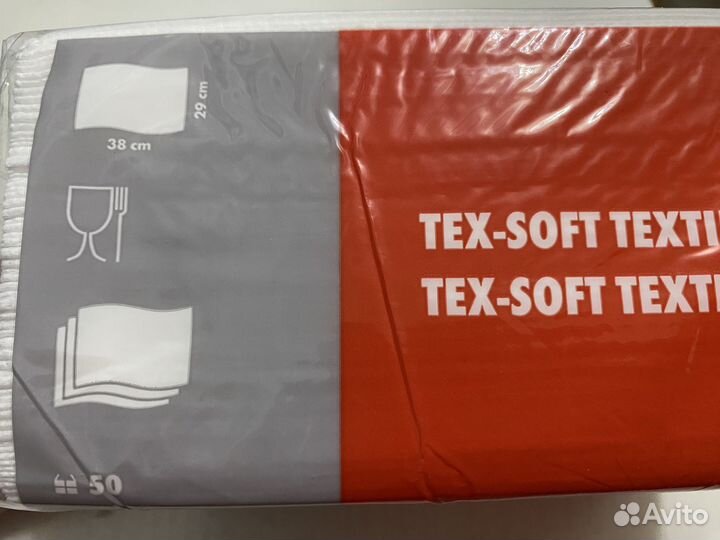 29 cm
38 cm
TEX-SOFT TEXTI
TEX-SOFT TEXTI
50
Avito